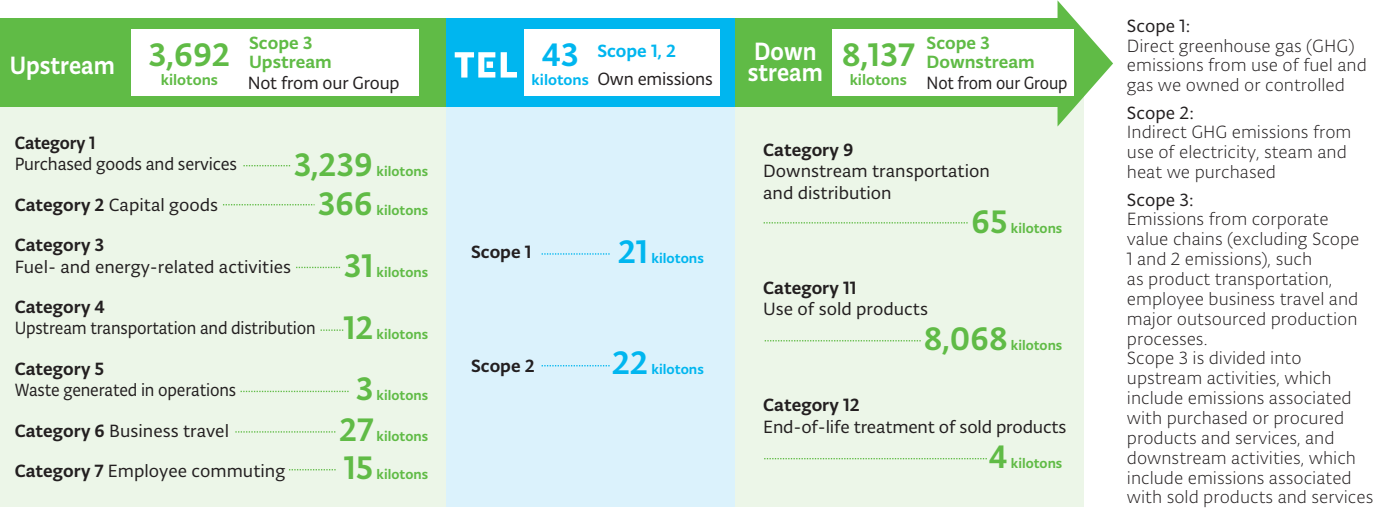 Upstream
3,692
kilotons
Scope 3
Upstream
Not from our Group
TEL
43
kilotons
Scope 1, 2
Own emissions
Down
stream
8,137
kilotons
Scope 3
Downstream
Not from our Group
Category 1
Purchased goods and services 3,239 kilotons
Category 2 Capital goods 366 kilotons
Category 3
Fuel- and energy-related activities 31 kilotons
Category 4
Upstream transportation and distribution 12 kilotons
Category 5
Waste generated in operations 3 kilotons
Category 6 Business travel 27 kilotons
Category 7 Employee commuting 15 kilotons
Scope 1 21 kilotons
Scope 2 22 kilotons
Category 9
Downstream transportation
and distribution
65 kilotons
Category 11
Use of sold products
8,068 kilotons
Category 12
End-of-life treatment of sold products
4 kilotons
Scope 1:
Direct greenhouse gas (GHG)
emissions from use of fuel and
gas we owned or controlled
Scope 2:
Indirect GHG emissions from
use of electricity, steam and
heat we purchased
Scope 3:
Emissions from corporate
value chains (excluding Scope
1 and 2 emissions), such
as product transportation,
employee business travel and
major outsourced production
processes.
Scope 3 is divided into
upstream activities, which
include emissions associated
with purchased or procured
products and services, and
downstream activities, which
include emissions associated
with sold products and services